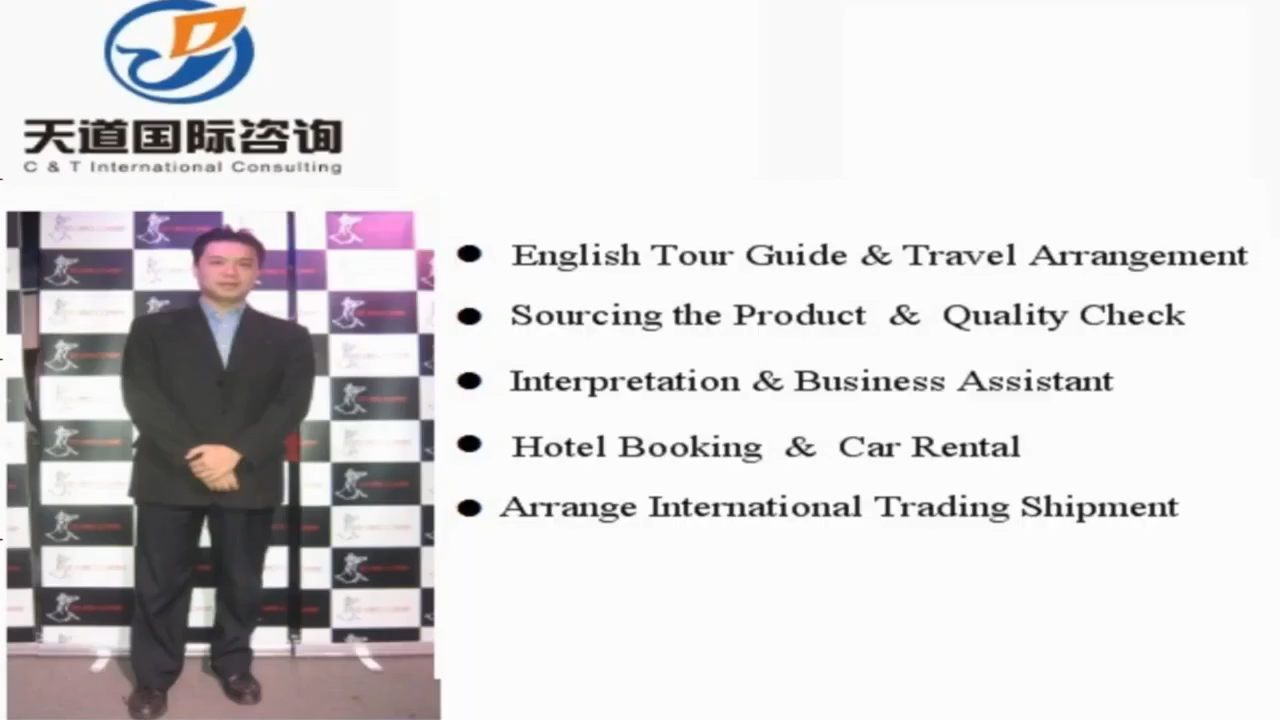 天道国际咨询
C & T International Consulting
● English Tour Guide & Travel Arrangement
● Sourcing the Product & Quality Check
● Interpretation & Business Assistant
● Hotel Booking & Car Rental
● Arrange International Trading Shipment